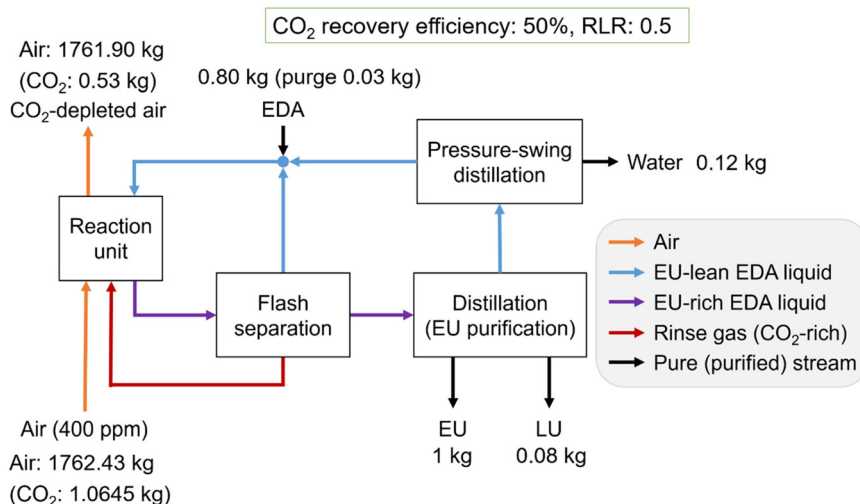 CO₂ recovery efficiency: 50%, RLR: 0.5
Air: 1761.90 kg
(CO₂: 0.53 kg)
CO₂-depleted air
0.80 kg (purge 0.03 kg)
EDA
Pressure-swing
distillation
Water 0.12 kg
Reaction
unit
Flash
separation
Distillation
(EU purification)
Air
EU-lean EDA liquid
EU-rich EDA liquid
Rinse gas (CO₂-rich)
Pure (purified) stream
Air (400 ppm)
Air: 1762.43 kg
(CO₂: 1.0645 kg)
EU
1 kg
LU
0.08 kg